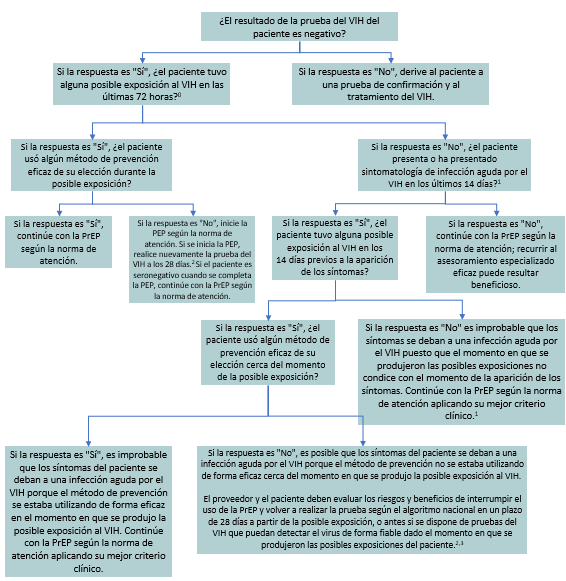 ¿El resultado de la prueba del VIH del
paciente es negativo?
Si la respuesta es "Sí", ¿el paciente tuvo
alguna posible exposición al VIH en las
últimas 72 horas?⁰
Si la respuesta es "No", derive al paciente a
una prueba de confirmación y al
tratamiento del VIH.
Si la respuesta es "Sí", ¿el paciente
usó algún método de prevención
eficaz de su elección durante la
posible exposición?
Si la respuesta es "No", ¿el paciente
presenta o ha presentado
sintomatología de infección aguda por el
VIH en los últimos 14 días?¹
Si la respuesta es "Sí",
continúe con la PrEP
según la norma de
atención.
Si la respuesta es "No", inicie la
PEP según la norma de
atención. Si se inicia la PEP,
realice nuevamente la prueba del
VIH a los 28 días.² Si el paciente es
seronegativo cuando se completa
la PEP, continúe con la PrEP según
la norma de atención.
Si la respuesta es "Sí", ¿el
paciente tuvo alguna posible
exposición al VIH en los
14 días previos a la aparición
de los síntomas?
Si la respuesta es "No",
continúe con la PrEP según la
norma de atención; recurrir al
asesoramiento especializado
eficaz puede resultar
beneficioso.
Si la respuesta es "Sí", ¿el
paciente usó algún método de
prevención eficaz de su
elección cerca del momento
de la posible exposición?
Si la respuesta es "No" es improbable que los
síntomas se deban a una infección aguda por
el VIH puesto que el momento en que se
produjeron las posibles exposiciones no
condice con el momento de la aparición de los
síntomas. Continúe con la PrEP según la norma
de atención aplicando su mejor criterio
clínico.¹
Si la respuesta es "Sí", es improbable
que los síntomas del paciente se
deban a una infección aguda por el
VIH porque el método de prevención
se estaba utilizando de forma eficaz
en el momento en que se produjo la
posible exposición al VIH. Continúe
con la PrEP según la norma de
atención aplicando su mejor criterio
clínico.
Si la respuesta es "No", es posible que los síntomas del paciente se deban a una
infección aguda por el VIH porque el método de prevención no se estaba utilizando
de forma eficaz cerca del momento en que se produjo la posible exposición al VIH.
El proveedor y el paciente deben evaluar los riesgos y beneficios de interrumpir el
uso de la PrEP y volver a realizar la prueba según el algoritmo nacional en un plazo
de 28 días a partir de la posible exposición, o antes si se dispone de pruebas del
VIH que puedan detectar el virus de forma fiable dado el momento en que se
produjeron las posibles exposiciones del paciente.²,³